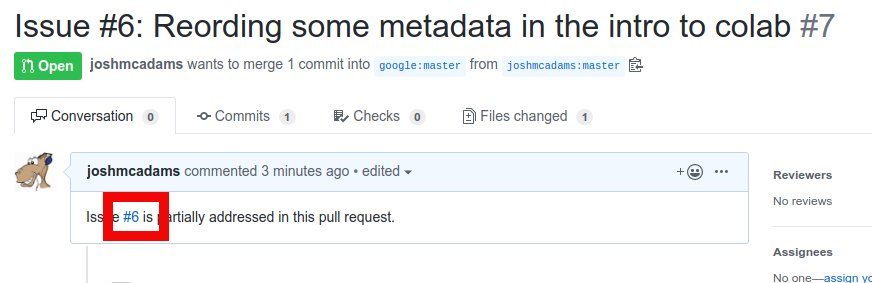 Issue #6: Reording some metadata in the intro to colab #7
Open joshmcadams wants to merge 1 commit into google:master from joshmcadams:master
Conversation 0 Commits 1 Checks 0 Files changed 1
joshmcadams commented 3 minutes ago • edited
Issue #6 is partially addressed in this pull request.
Reviewers
No reviews
Assignees
No one—assign yo